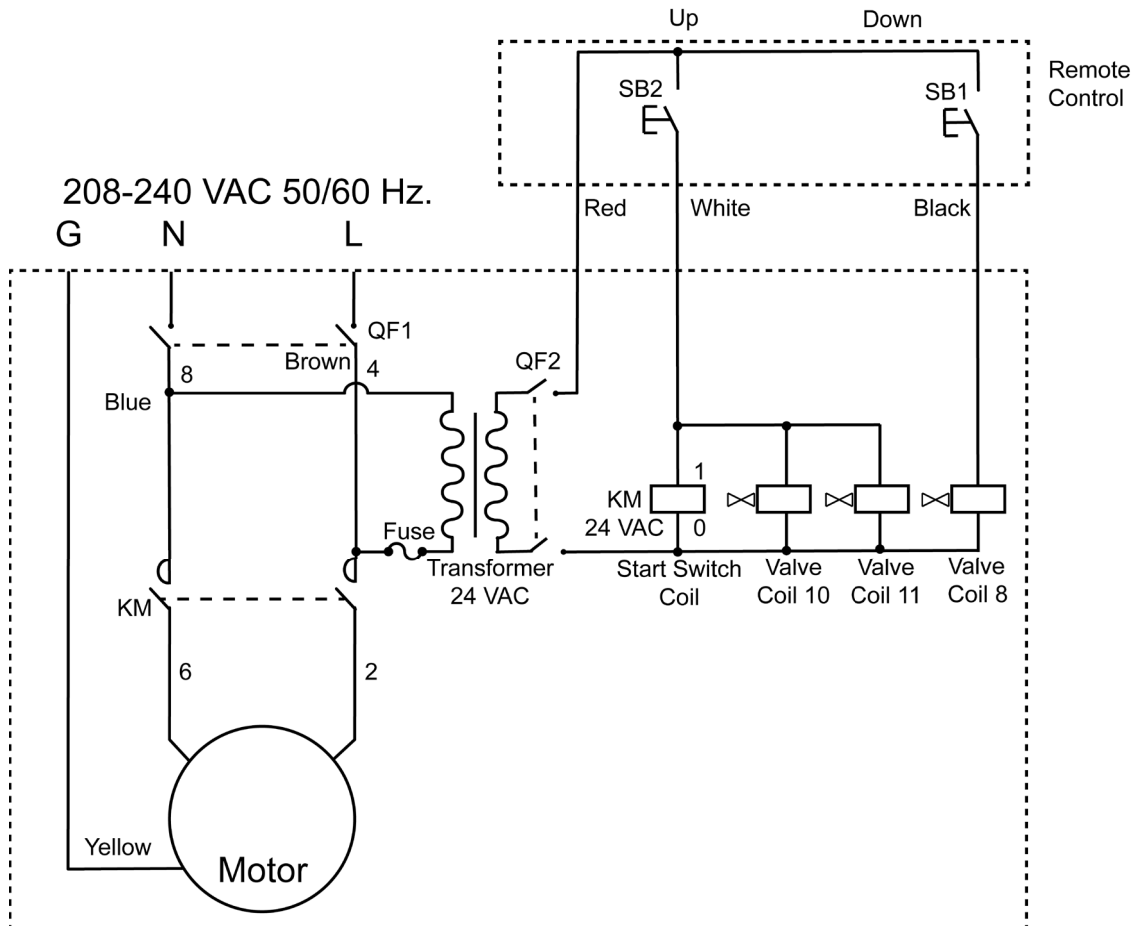 Up
Down
SB2
SB1
Remote
Control
208-240 VAC 50/60 Hz.
Red
White
Black
G
N
L
QF1
Brown
4
8
QF2
Blue
1
KM
24 VAC
0
Fuse
Transformer
24 VAC
Start Switch
Coil
Valve
Coil 10
Valve
Coil 11
Valve
Coil 8
KM
6
2
Yellow
Motor